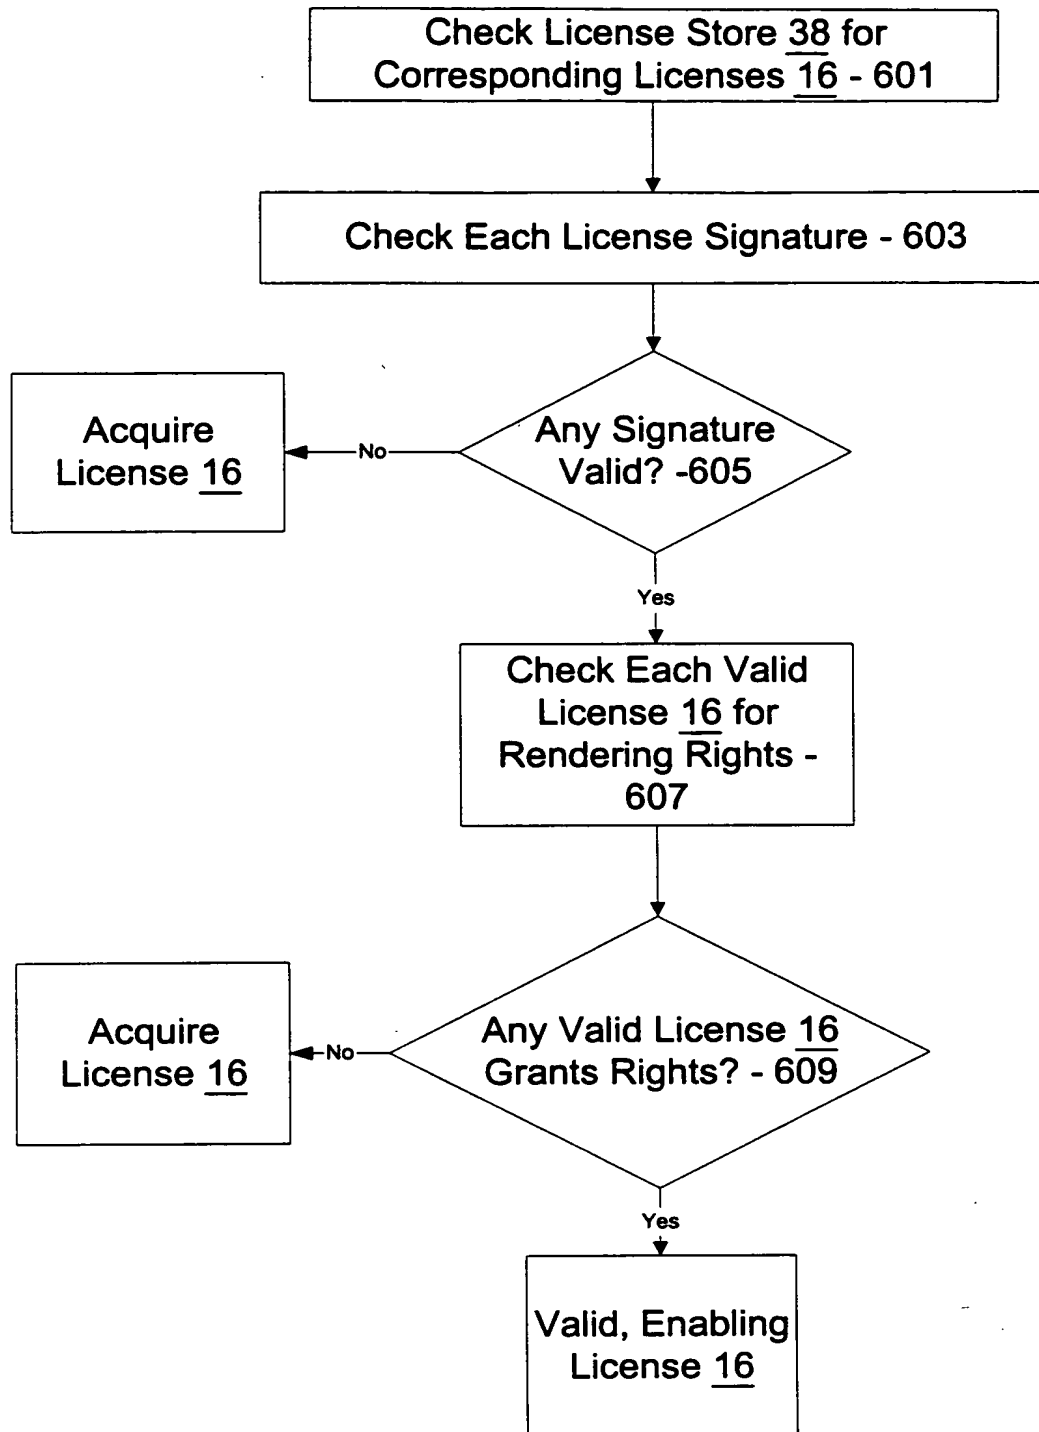 Check License Store 38 for
Corresponding Licenses 16 - 601
Check Each License Signature - 603
Any Signature
Valid? -605
No
Acquire
License 16
Yes
Check Each Valid
License 16 for
Rendering Rights -
607
Any Valid License 16
Grants Rights? - 609
No
Acquire
License 16
Yes
Valid, Enabling
License 16